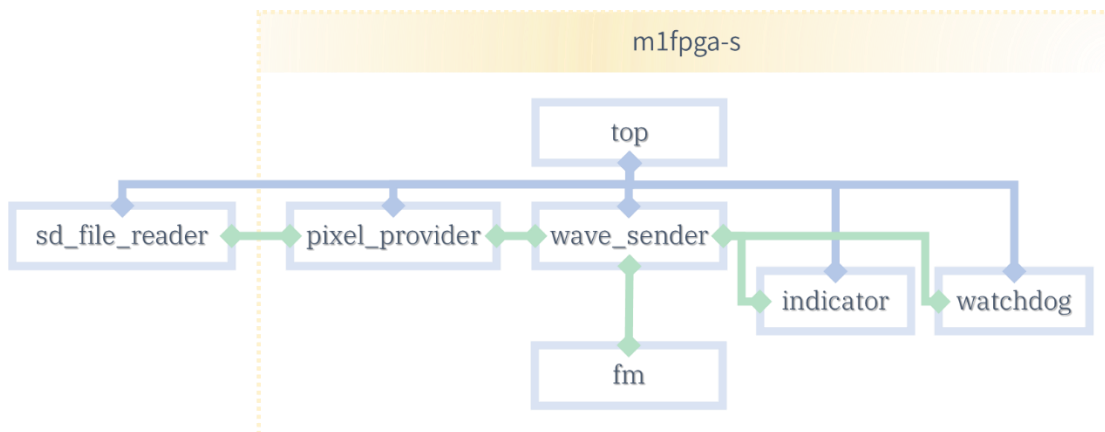 m1fpga-s
top
sd_file_reader
pixel_provider
wave_sender
indicator
watchdog
fm